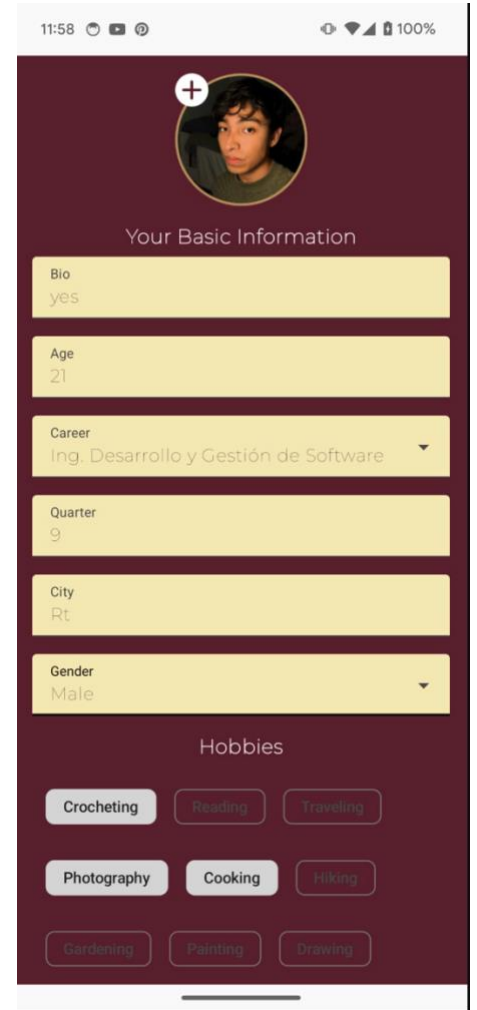 11:58 100%
Your Basic Information
Bio
yes
Age
21
Career
Ing. Desarrollo y Gestión de Software
Quarter
9
City
Rt
Gender
Male
Hobbies
Crocheting Reading Traveling
Photography Cooking Hiking
Gardening Painting Drawing